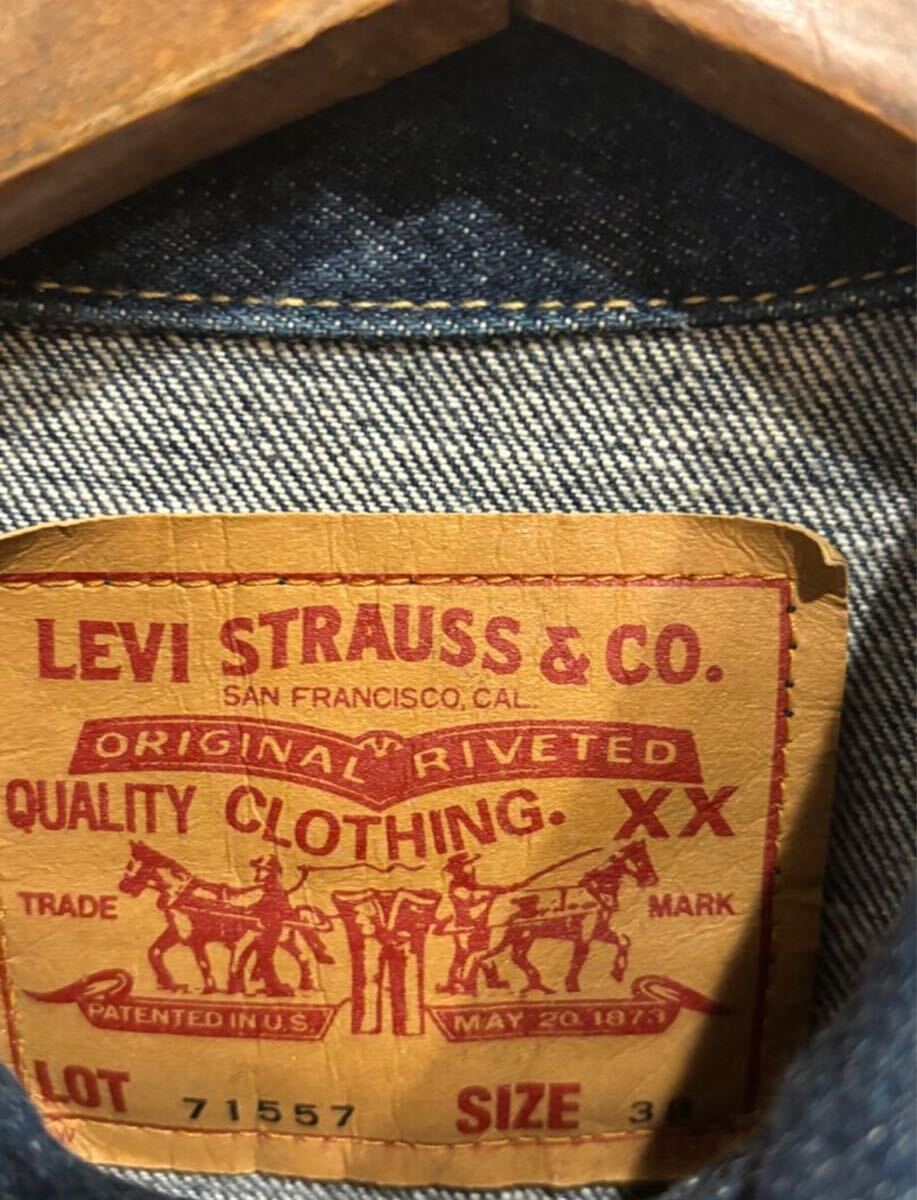 LEVI STRAUSS & CO.
SAN FRANCISCO, CAL.
ORIGINAL RIVETED
QUALITY CLOTHING. XX
TRADE MARK
PATENTED IN U.S. MAY 20 1873
LOT 71557 SIZE